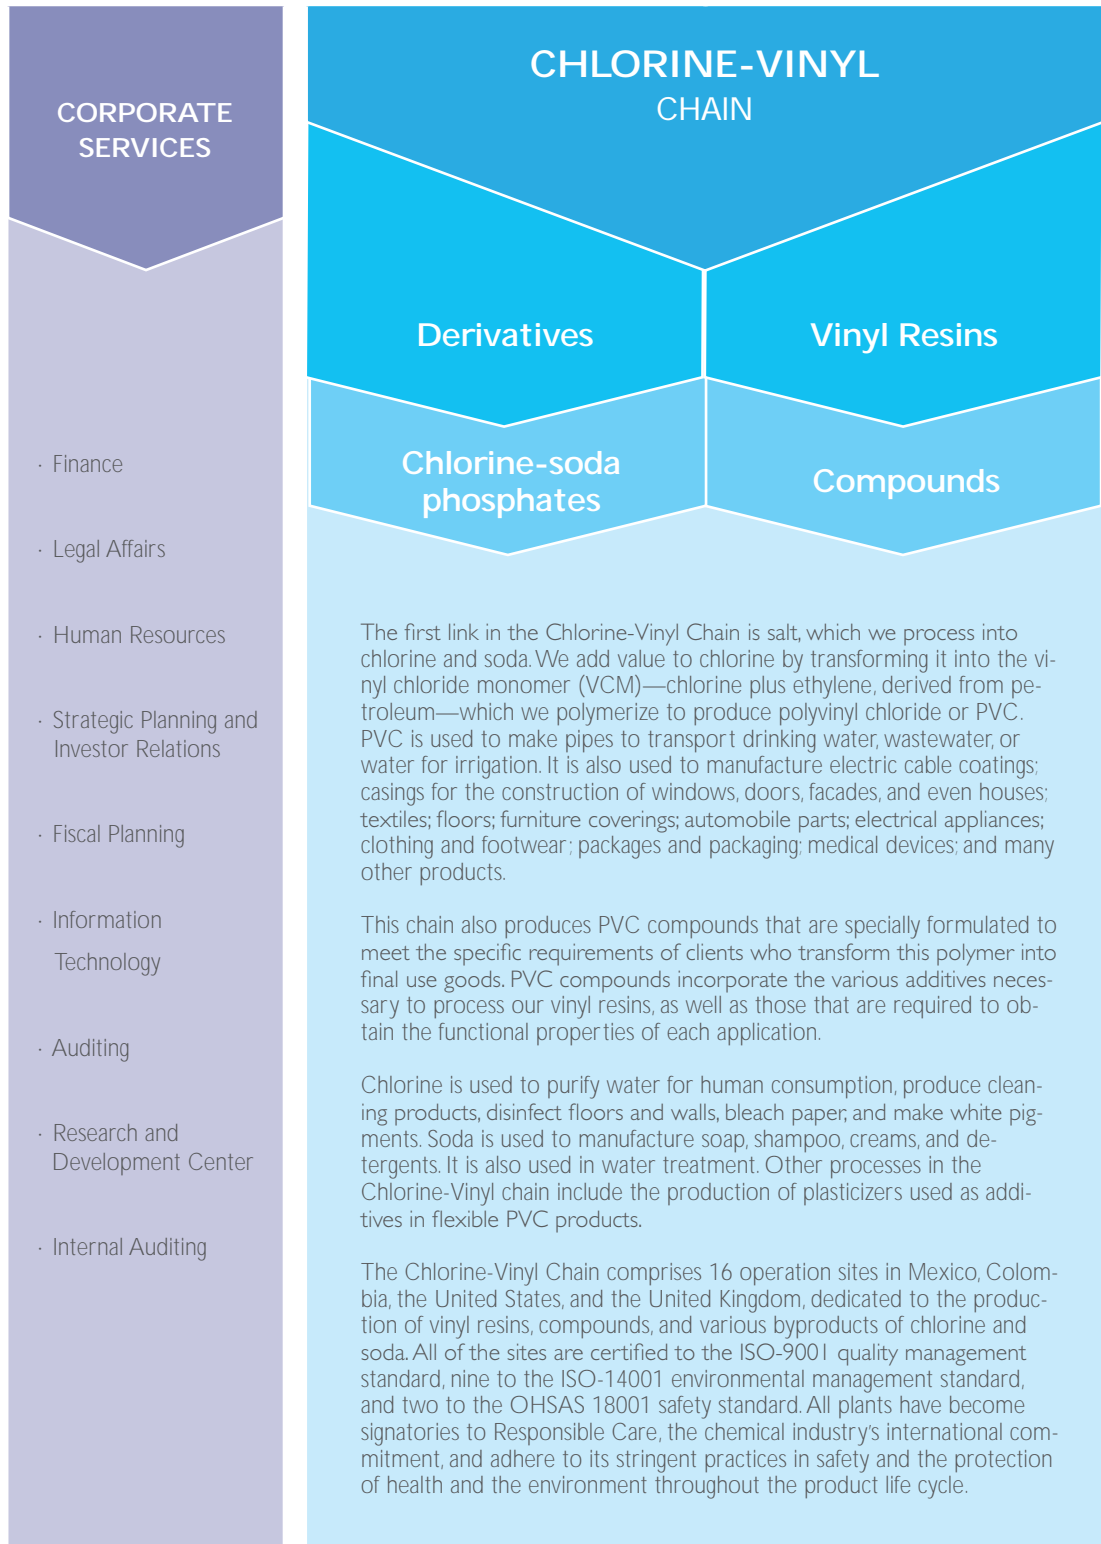 CORPORATE
SERVICES
· Finance
· Legal Affairs
· Human Resources
· Strategic Planning and
Investor Relations
· Fiscal Planning
· Information
Technology
· Auditing
· Research and
Development Center
· Internal Auditing
CHLORINE-VINYL
CHAIN
Derivatives
Vinyl Resins
Chlorine-soda
phosphates
Compounds
The first link in the Chlorine-Vinyl Chain is salt, which we process into
chlorine and soda. We add value to chlorine by transforming it into the vi-
nyl chloride monomer (VCM)—chlorine plus ethylene, derived from pe-
troleum—which we polymerize to produce polyvinyl chloride or PVC.
PVC is used to make pipes to transport drinking water, wastewater, or
water for irrigation. It is also used to manufacture electric cable coatings;
casings for the construction of windows, doors, facades, and even houses;
textiles; floors; furniture coverings; automobile parts; electrical appliances;
clothing and footwear; packages and packaging; medical devices; and many
other products.
This chain also produces PVC compounds that are specially formulated to
meet the specific requirements of clients who transform this polymer into
final use goods. PVC compounds incorporate the various additives neces-
sary to process our vinyl resins, as well as those that are required to ob-
tain the functional properties of each application.
Chlorine is used to purify water for human consumption, produce clean-
ing products, disinfect floors and walls, bleach paper, and make white pig-
ments. Soda is used to manufacture soap, shampoo, creams, and de-
tergents. It is also used in water treatment. Other processes in the
Chlorine-Vinyl chain include the production of plasticizers used as addi-
tives in flexible PVC products.
The Chlorine-Vinyl Chain comprises 16 operation sites in Mexico, Colom-
bia, the United States, and the United Kingdom, dedicated to the produc-
tion of vinyl resins, compounds, and various byproducts of chlorine and
soda. All of the sites are certified to the ISO-9001 quality management
standard, nine to the ISO-14001 environmental management standard,
and two to the OHSAS 18001 safety standard. All plants have become
signatories to Responsible Care, the chemical industry's international com-
mitment, and adhere to its stringent practices in safety and the protection
of health and the environment throughout the product life cycle.